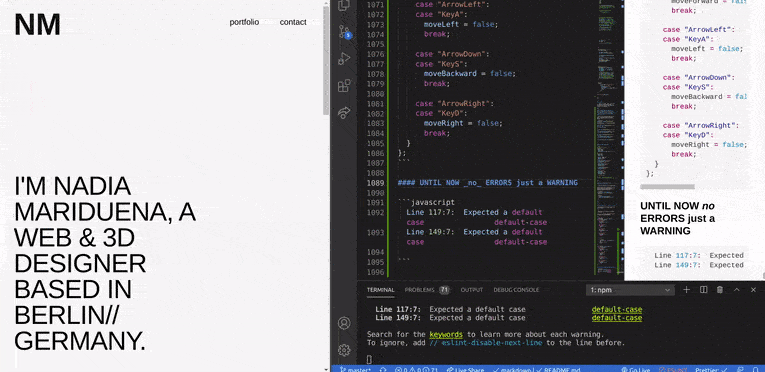 NM
portfolio
contact
I'M NADIA
MARIDUENA, A
WEB & 3D
DESIGNER
BASED IN
BERLIN//
GERMANY.
1071 case "ArrowLeft":
1072 case "KeyA":
1073 moveLeft = false;
1074 break;
1075
1076 case "ArrowDown":
1077 case "KeyS":
1078 moveBackward = false;
1079 break;
1080
1081 case "ArrowRight":
1082 case "KeyD":
1083 moveRight = false;
1084 break;
1085 }
1086 };
1087 ```
1088
1089 #### UNTIL NOW _no_ ERRORS just a WARNING
1090
1091 ```javascript
1092 Line 117:7: Expected a default
case default-case
1093 Line 149:7: Expected a default
case default-case
1094
1095 ```
1096
break;
case "ArrowLeft":
case "KeyA":
moveLeft = false;
break;
case "ArrowDown":
case "KeyS":
moveBackward = fal
break;
case "ArrowRight":
case "KeyD":
moveRight = false;
break;
}
};
UNTIL NOW no
ERRORS just a
WARNING
Line 117:7: Expected
Line 149:7: Expected
TERMINAL PROBLEMS 71 OUTPUT DEBUG CONSOLE 1: npm
Line 117:7: Expected a default case default-case
Line 149:7: Expected a default case default-case
Search for the keywords to learn more about each warning.
To ignore, add // eslint-disable-next-line to the line before.
master* 0 0 71 Live Share markdown README.md Go Live ESLINT Prettier: